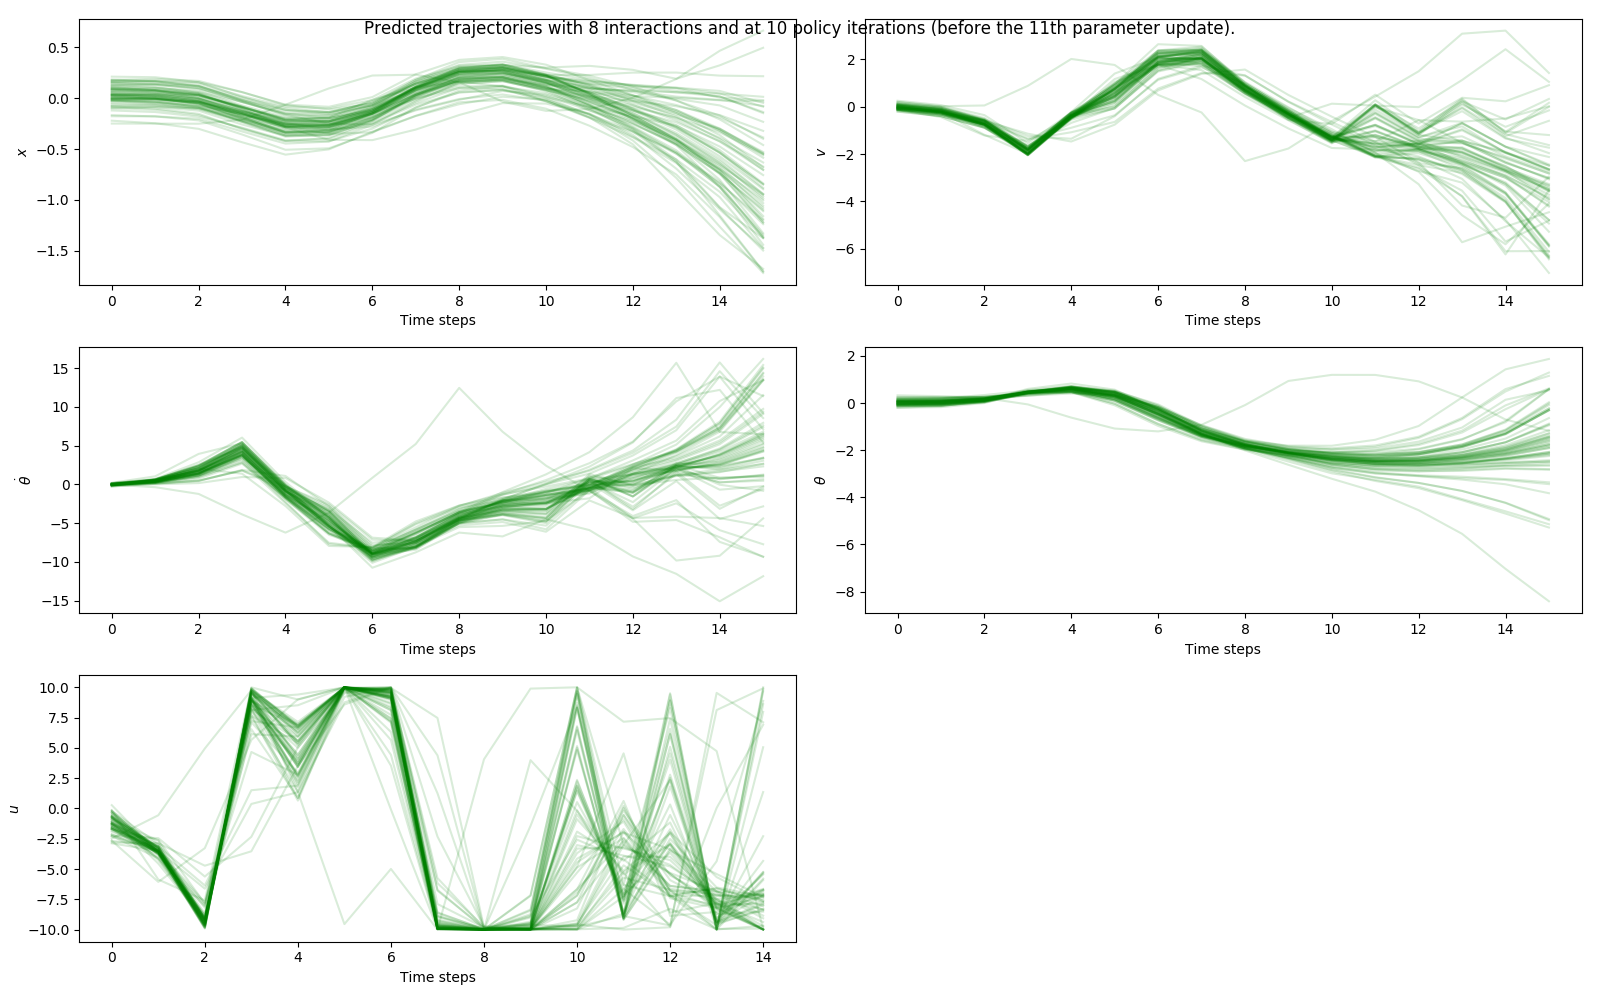 Predicted trajectories with 8 interactions and at 10 policy iterations (before the 11th parameter update).
0.5
0.0
−0.5
−1.0
−1.5
x
0 2 4 6 8 10 12 14
Time steps
2
0
−2
−4
−6
v
0 2 4 6 8 10 12 14
Time steps
15
10
5
0
−5
−10
−15
θ̇
0 2 4 6 8 10 12 14
Time steps
2
0
−2
−4
−6
−8
θ
0 2 4 6 8 10 12 14
Time steps
10.0
7.5
5.0
2.5
0.0
−2.5
−5.0
−7.5
−10.0
u
0 2 4 6 8 10 12 14
Time steps